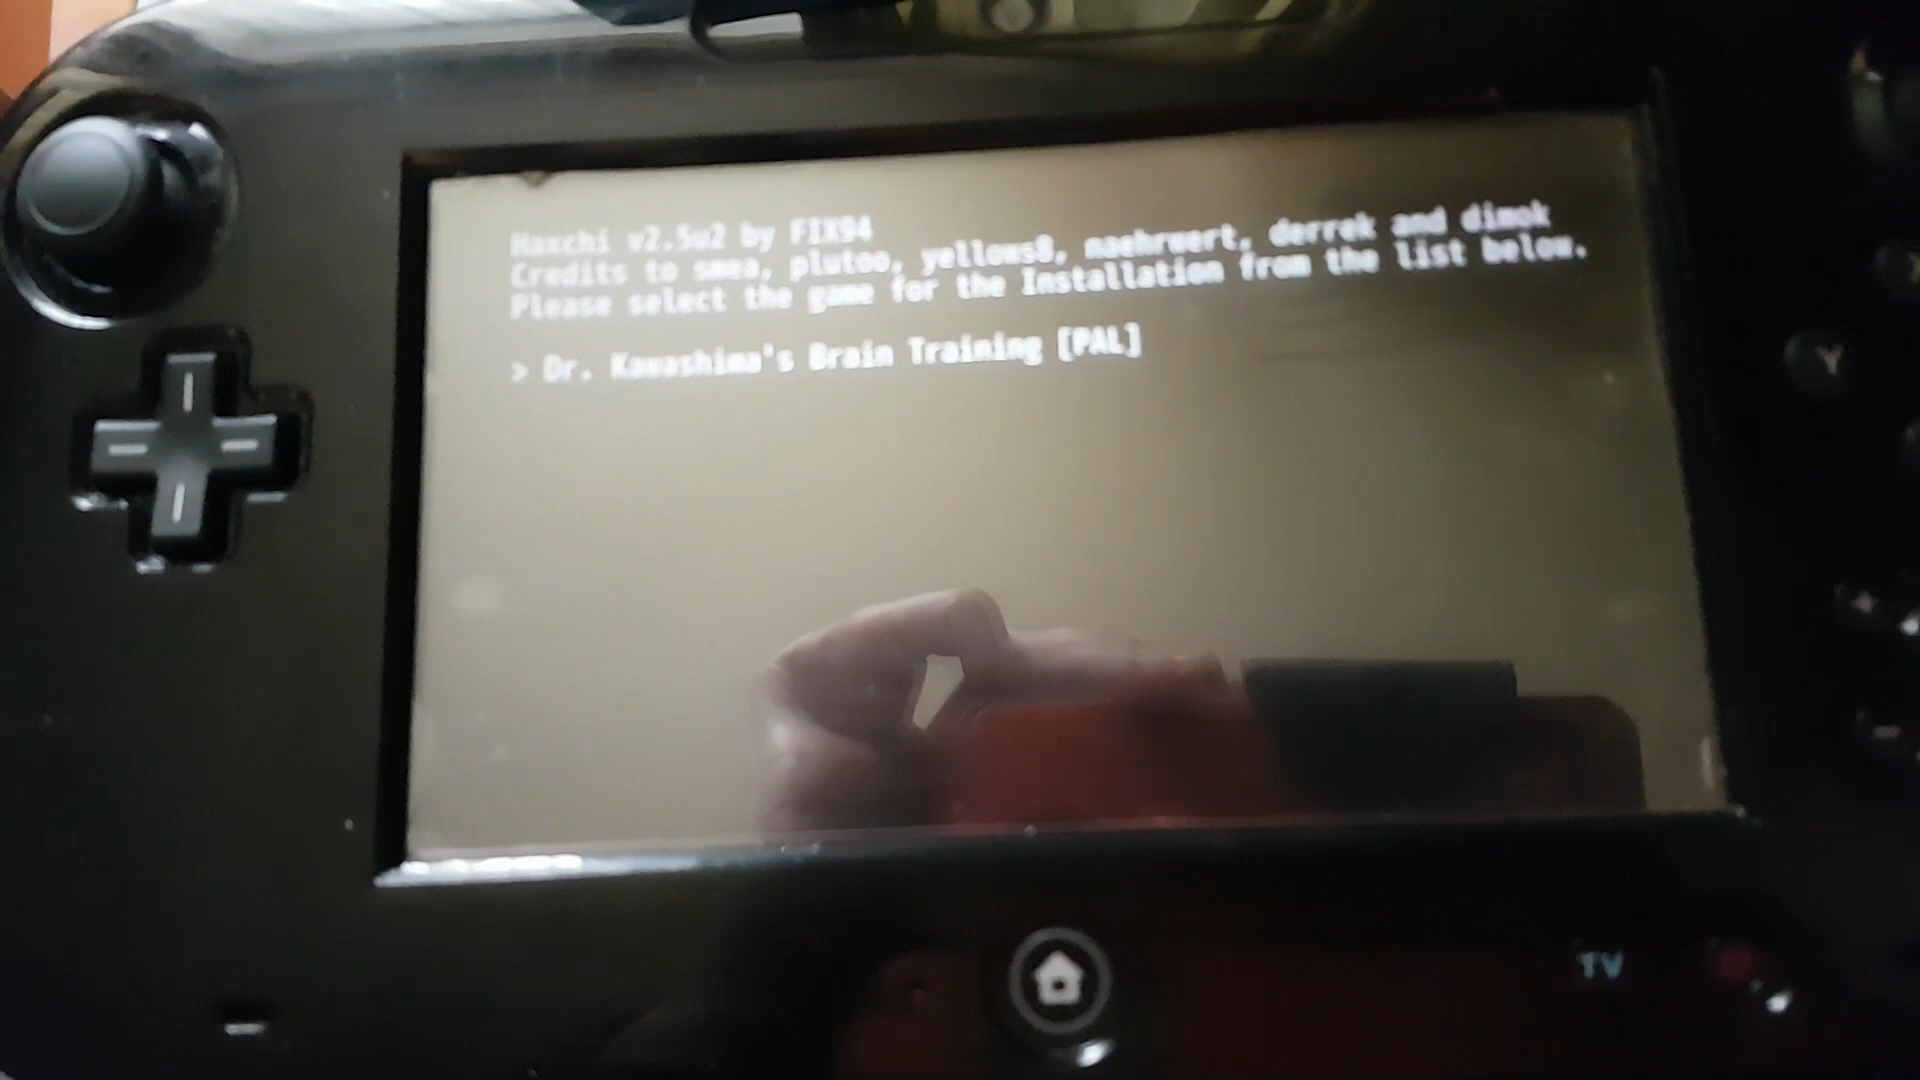 Haxchi v2.5u2 by FIX94
Credits to smea, plutoo, yellows8, naehrwert, derrek and dimok
Please select the game for the Installation from the list below.
> Dr. Kawashima's Brain Training [PAL]
Y
TV